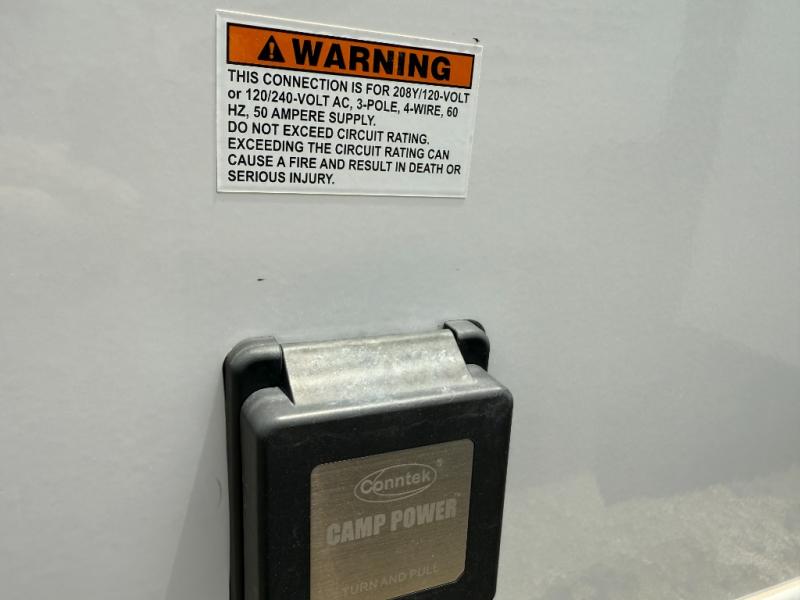 WARNING
THIS CONNECTION IS FOR 208Y/120-VOLT
or 120/240-VOLT AC, 3-POLE, 4-WIRE, 60
HZ, 50 AMPERE SUPPLY.
DO NOT EXCEED CIRCUIT RATING.
EXCEEDING THE CIRCUIT RATING CAN
CAUSE A FIRE AND RESULT IN DEATH OR
SERIOUS INJURY.
Conntek
CAMP POWER™
TURN AND PULL